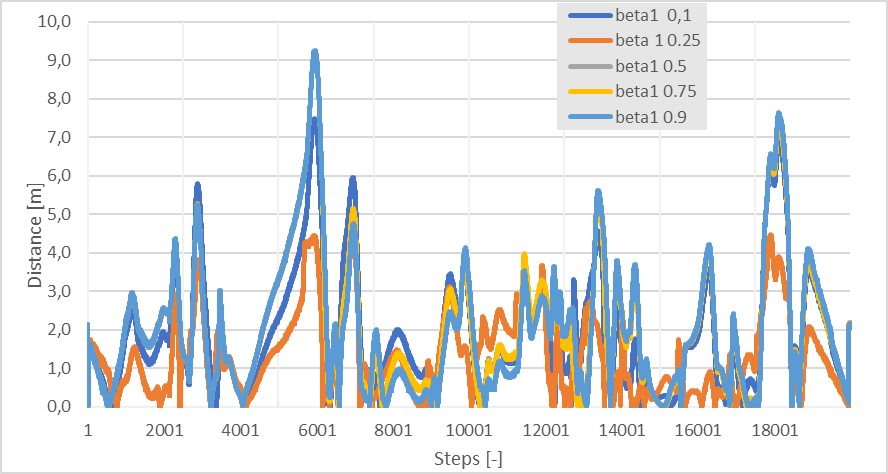 10,0
9,0
8,0
7,0
6,0
5,0
4,0
3,0
2,0
1,0
0,0
Distance [m]
beta1  0,1
beta 1 0.25
beta1 0.5
beta1 0.75
beta1 0.9
1 2001 4001 6001 8001 10001 12001 14001 16001 18001
Steps [-]